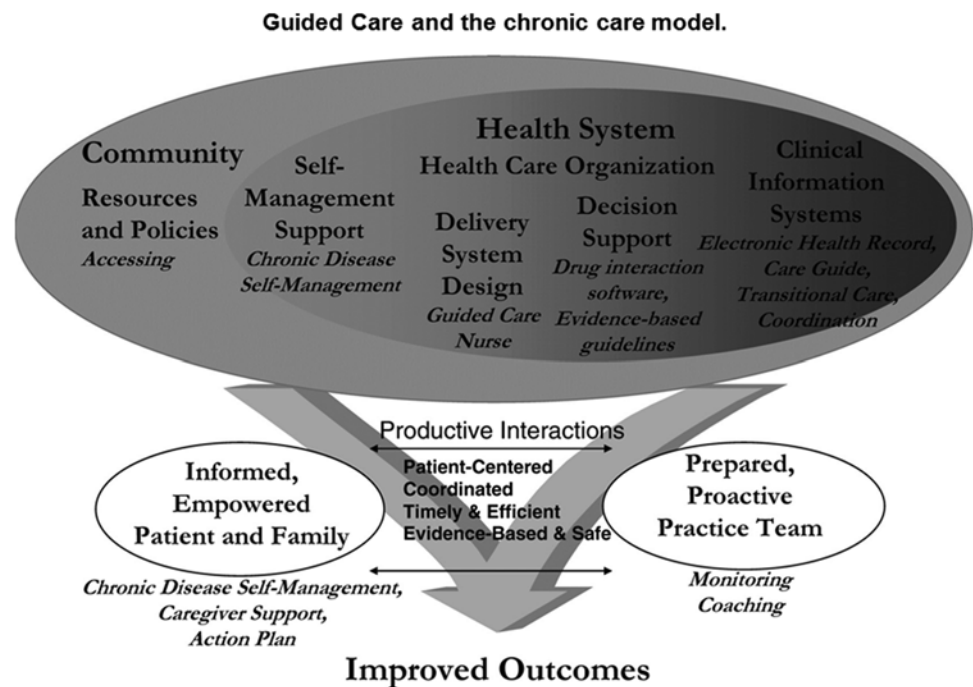 Guided Care and the chronic care model.
Community
Resources
and Policies
Accessing
Self-
Management
Support
Chronic Disease
Self-Management
Health System
Health Care Organization
Delivery
System
Design
Guided Care
Nurse
Decision
Support
Drug interaction
software,
Evidence-based
guidelines
Clinical
Information
Systems
Electronic Health Record,
Care Guide,
Transitional Care,
Coordination
Informed,
Empowered
Patient and Family
Chronic Disease Self-Management,
Caregiver Support,
Action Plan
Productive Interactions
Patient-Centered
Coordinated
Timely & Efficient
Evidence-Based & Safe
Prepared,
Proactive
Practice Team
Monitoring
Coaching
Improved Outcomes